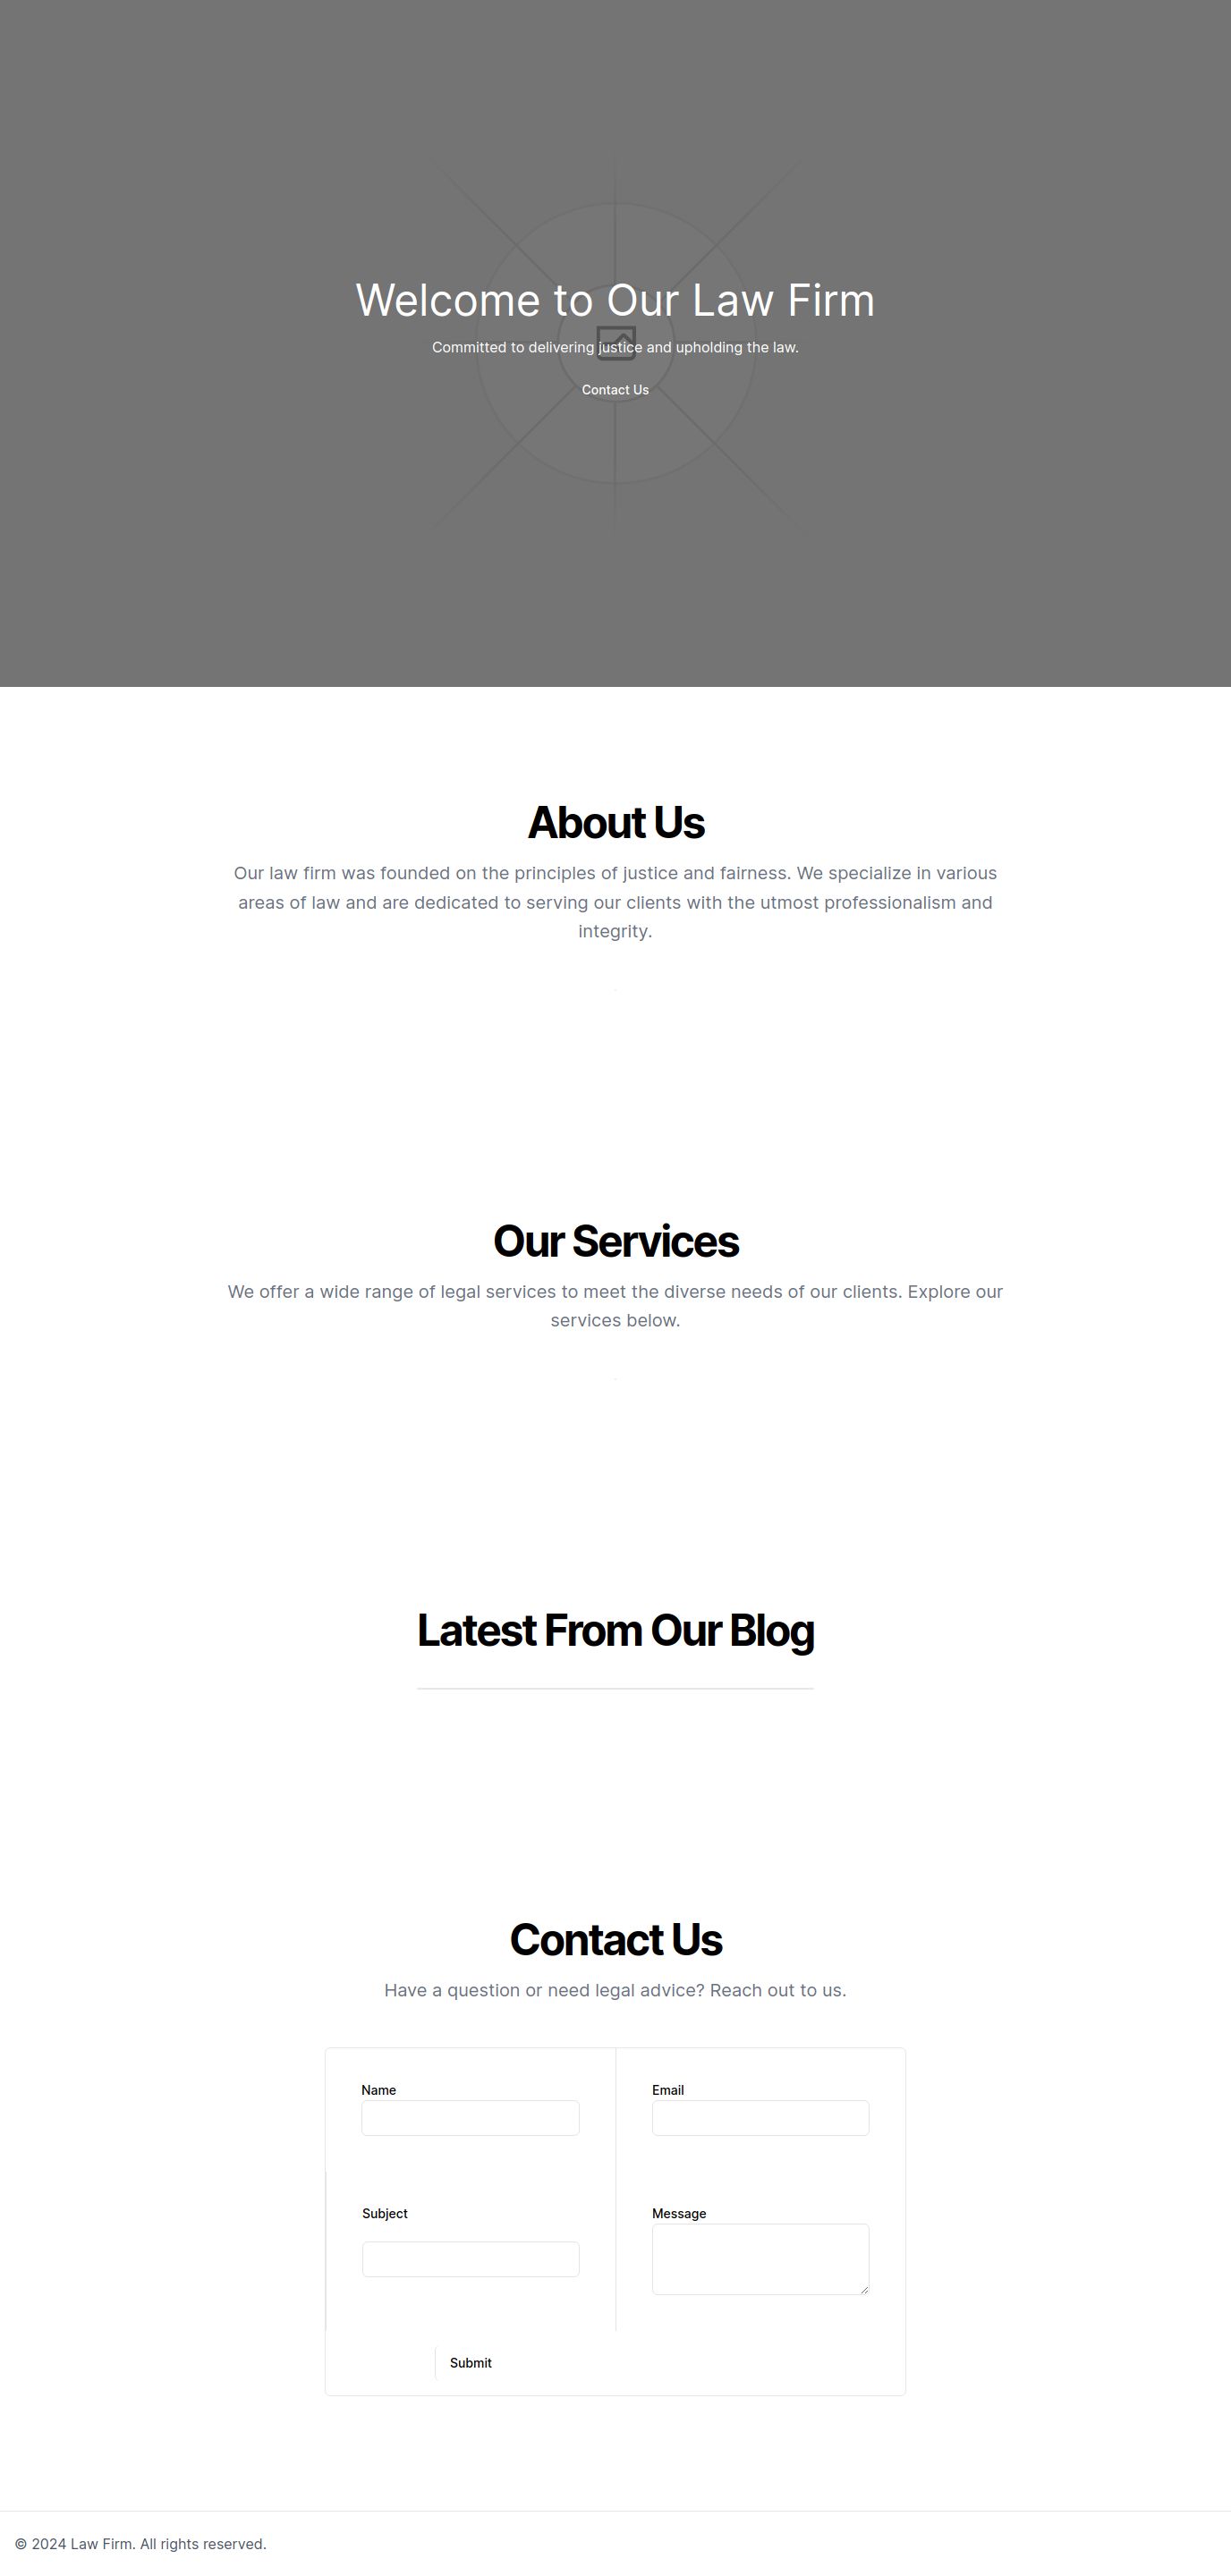 Welcome to Our Law Firm
Committed to delivering justice and upholding the law.
Contact Us
About Us
Our law firm was founded on the principles of justice and fairness. We specialize in various
areas of law and are dedicated to serving our clients with the utmost professionalism and
integrity.
Our Services
We offer a wide range of legal services to meet the diverse needs of our clients. Explore our
services below.
Latest From Our Blog
Contact Us
Have a question or need legal advice? Reach out to us.
Name
Email
Subject
Message
Submit
© 2024 Law Firm. All rights reserved.